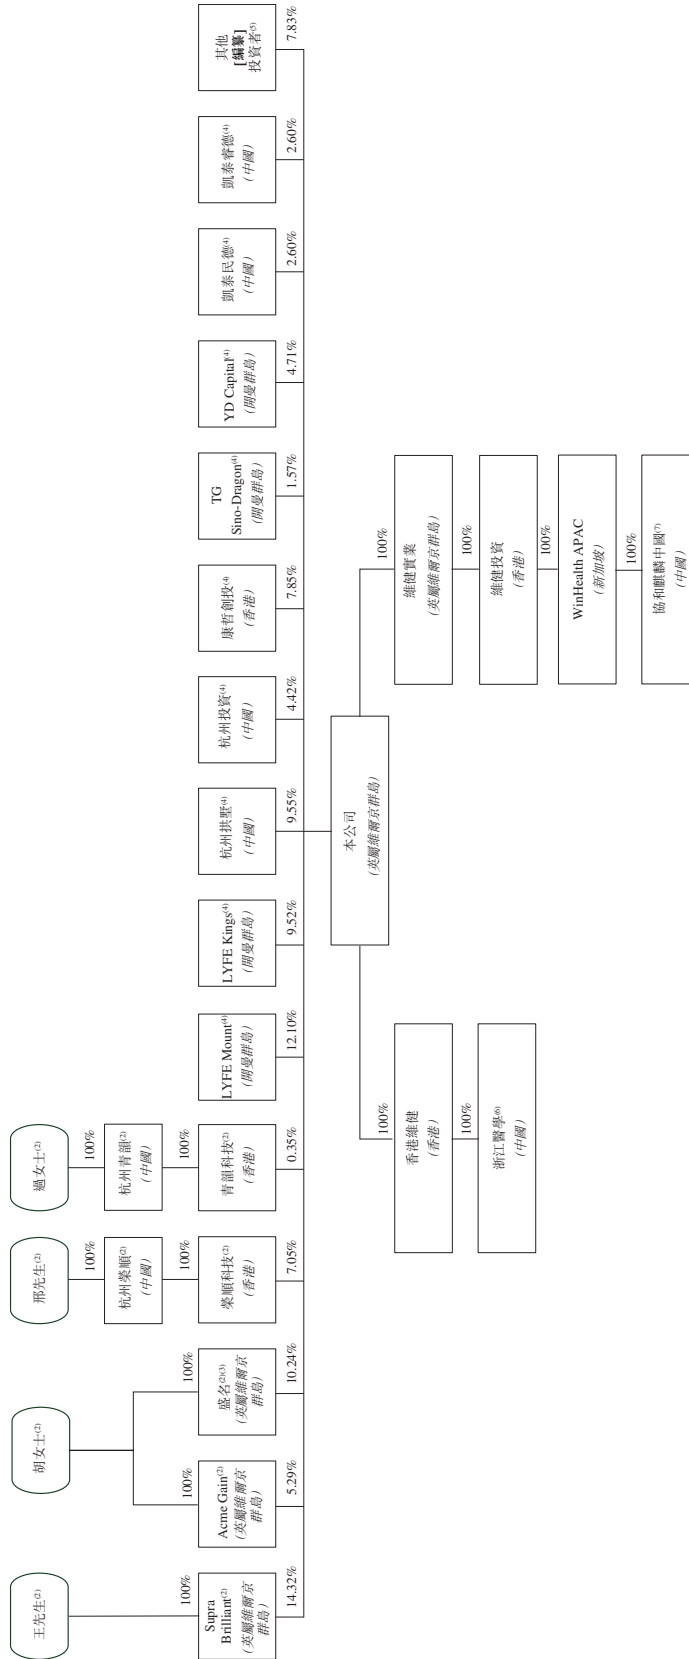 王先生(2)
胡女士(2)
邢先生(2)
過女士(2)
100%
100%
杭州榮順(2)
(中國)
杭州青韻(2)
(中國)
100%
100%
100%
100%
100%
Supra
Brilliant(2)
(英屬維爾京
群島)
Acme Gain(2)
(英屬維爾京
群島)
盛名(2)(3)
(英屬維爾京
群島)
榮順科技(2)
(香港)
青韻科技(2)
(香港)
LYFE Mount(4)
(開曼群島)
LYFE Kings(4)
(開曼群島)
杭州拱墅(4)
(中國)
杭州投資(4)
(中國)
康哲創投(4)
(香港)
TG
Sino-Dragon(4)
(開曼群島)
YD Capital(4)
(開曼群島)
凱泰民德(4)
(中國)
凱泰睿德(4)
(中國)
其他
[編纂]
投資者(5)
14.32%
5.29%
10.24%
7.05%
0.35%
12.10%
9.52%
9.55%
4.42%
7.85%
1.57%
4.71%
2.60%
2.60%
7.83%
本公司
(英屬維爾京群島)
100%
100%
香港維健
(香港)
維健實業
(英屬維爾京群島)
100%
100%
浙江醫學(6)
(中國)
維健投資
(香港)
100%
WinHealth APAC
(新加坡)
100%
協和麒麟中國(7)
(中國)